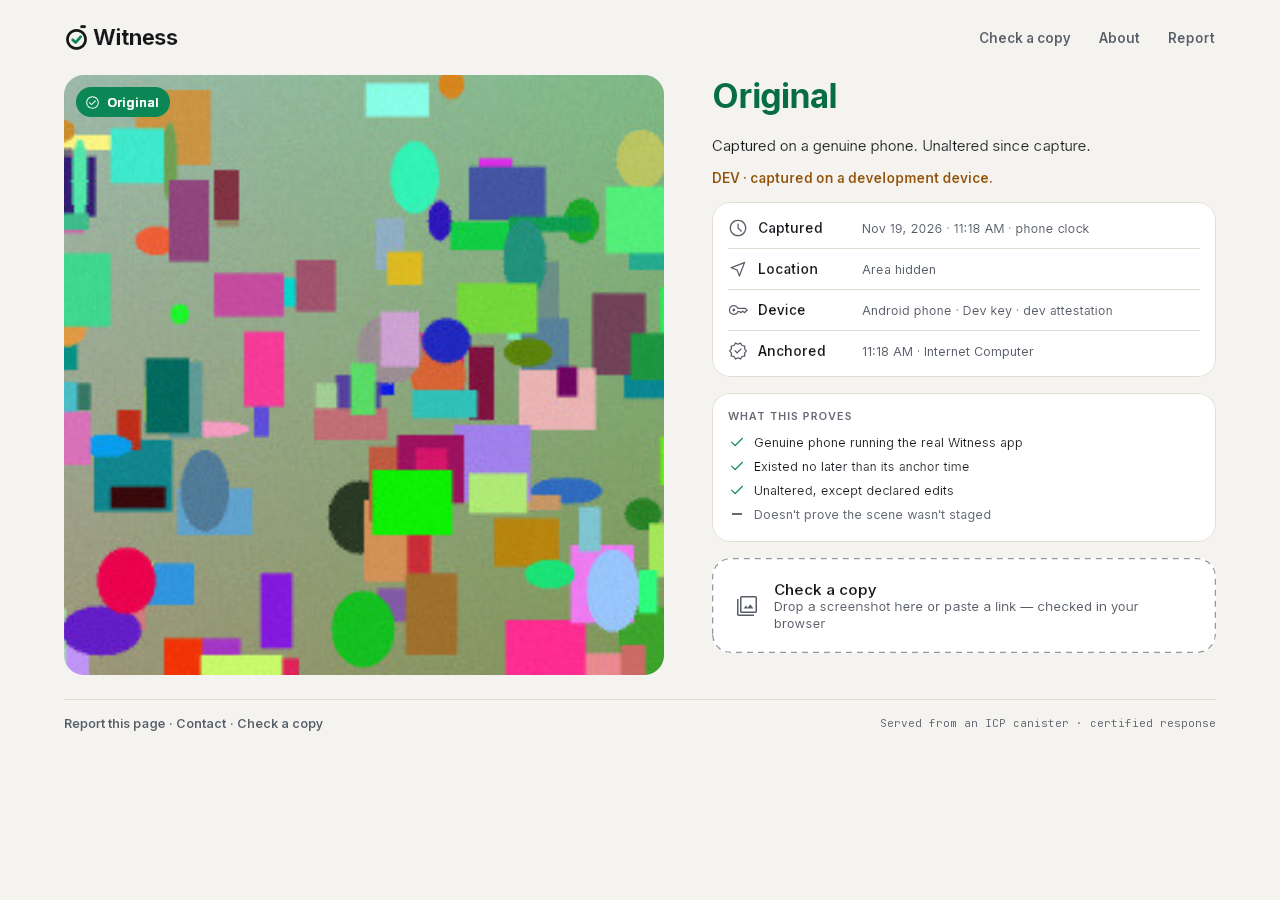 Witness
Check a copy
About
Report
Original
Original
Captured on a genuine phone. Unaltered since capture.
DEV · captured on a development device.
Captured
Nov 19, 2026 · 11:18 AM · phone clock
Location
Area hidden
Device
Android phone · Dev key · dev attestation
Anchored
11:18 AM · Internet Computer
WHAT THIS PROVES
Genuine phone running the real Witness app
Existed no later than its anchor time
Unaltered, except declared edits
Doesn't prove the scene wasn't staged
Check a copy
Drop a screenshot here or paste a link — checked in your
browser
Report this page · Contact · Check a copy
Served from an ICP canister · certified response